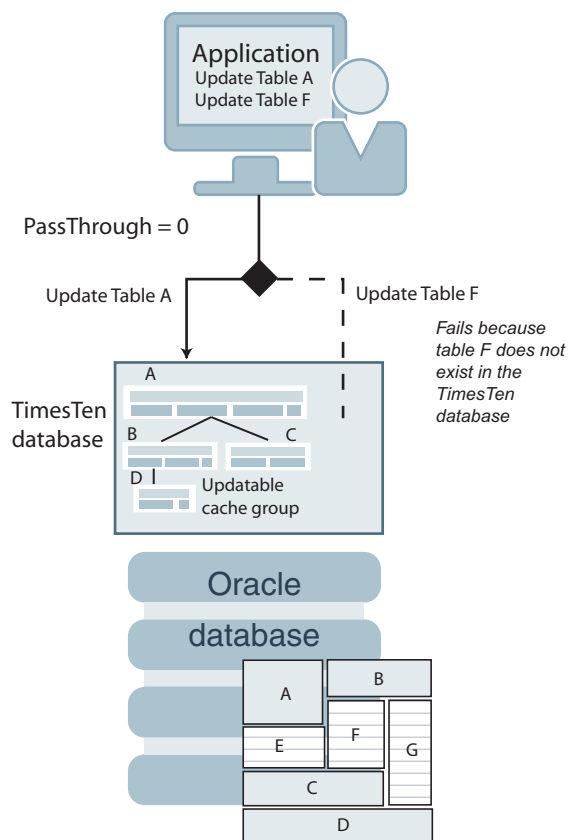 Application
Update Table A
Update Table F
PassThrough = 0
Update Table A
Update Table F
Fails because
table F does not
exist in the
TimesTen
database
TimesTen
database
A
B
C
D
Updatable
cache group
Oracle
database
A
B
E
F
G
C
D